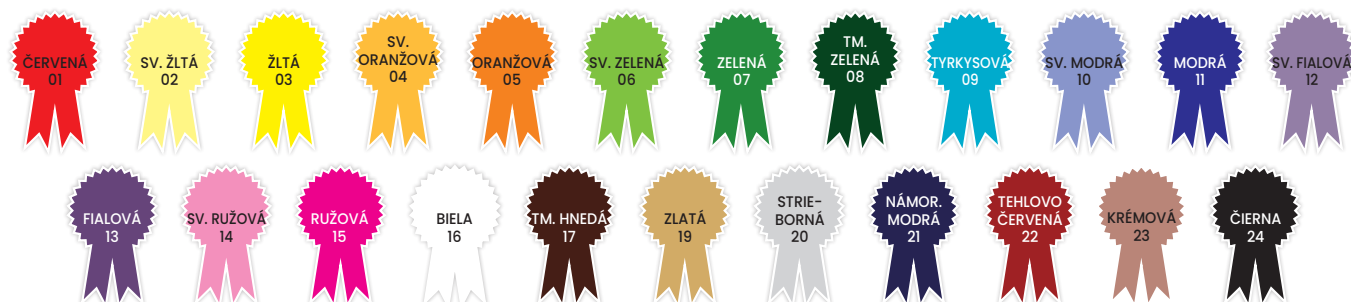 ČERVENÁ
01
SV. ŽLTÁ
02
ŽLTÁ
03
SV.
ORANŽOVÁ
04
ORANŽOVÁ
05
SV. ZELENÁ
06
ZELENÁ
07
TM.
ZELENÁ
08
TYRKYSOVÁ
09
SV. MODRÁ
10
MODRÁ
11
SV. FIALOVÁ
12
FIALOVÁ
13
SV. RUŽOVÁ
14
RUŽOVÁ
15
BIELA
16
TM. HNEDÁ
17
ZLATÁ
19
STRIE-
BORNÁ
20
NÁMOR.
MODRÁ
21
TEHLOVO
ČERVENÁ
22
KRÉMOVÁ
23
ČIERNA
24